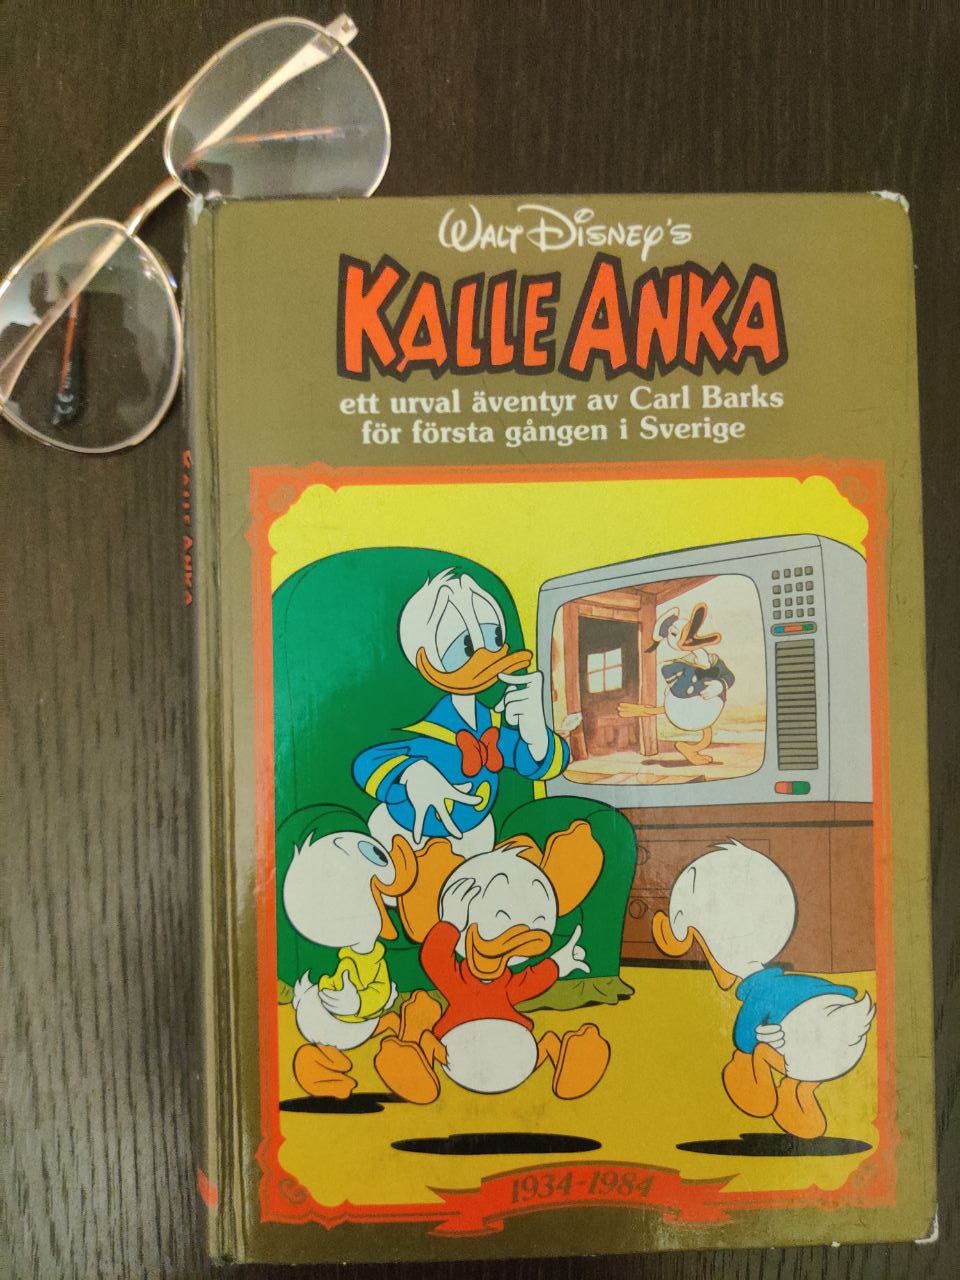 WALT DISNEY'S
KALLE ANKA
ett urval äventyr av Carl Barks
för första gången i Sverige
1934-1984
KALLE ANKA